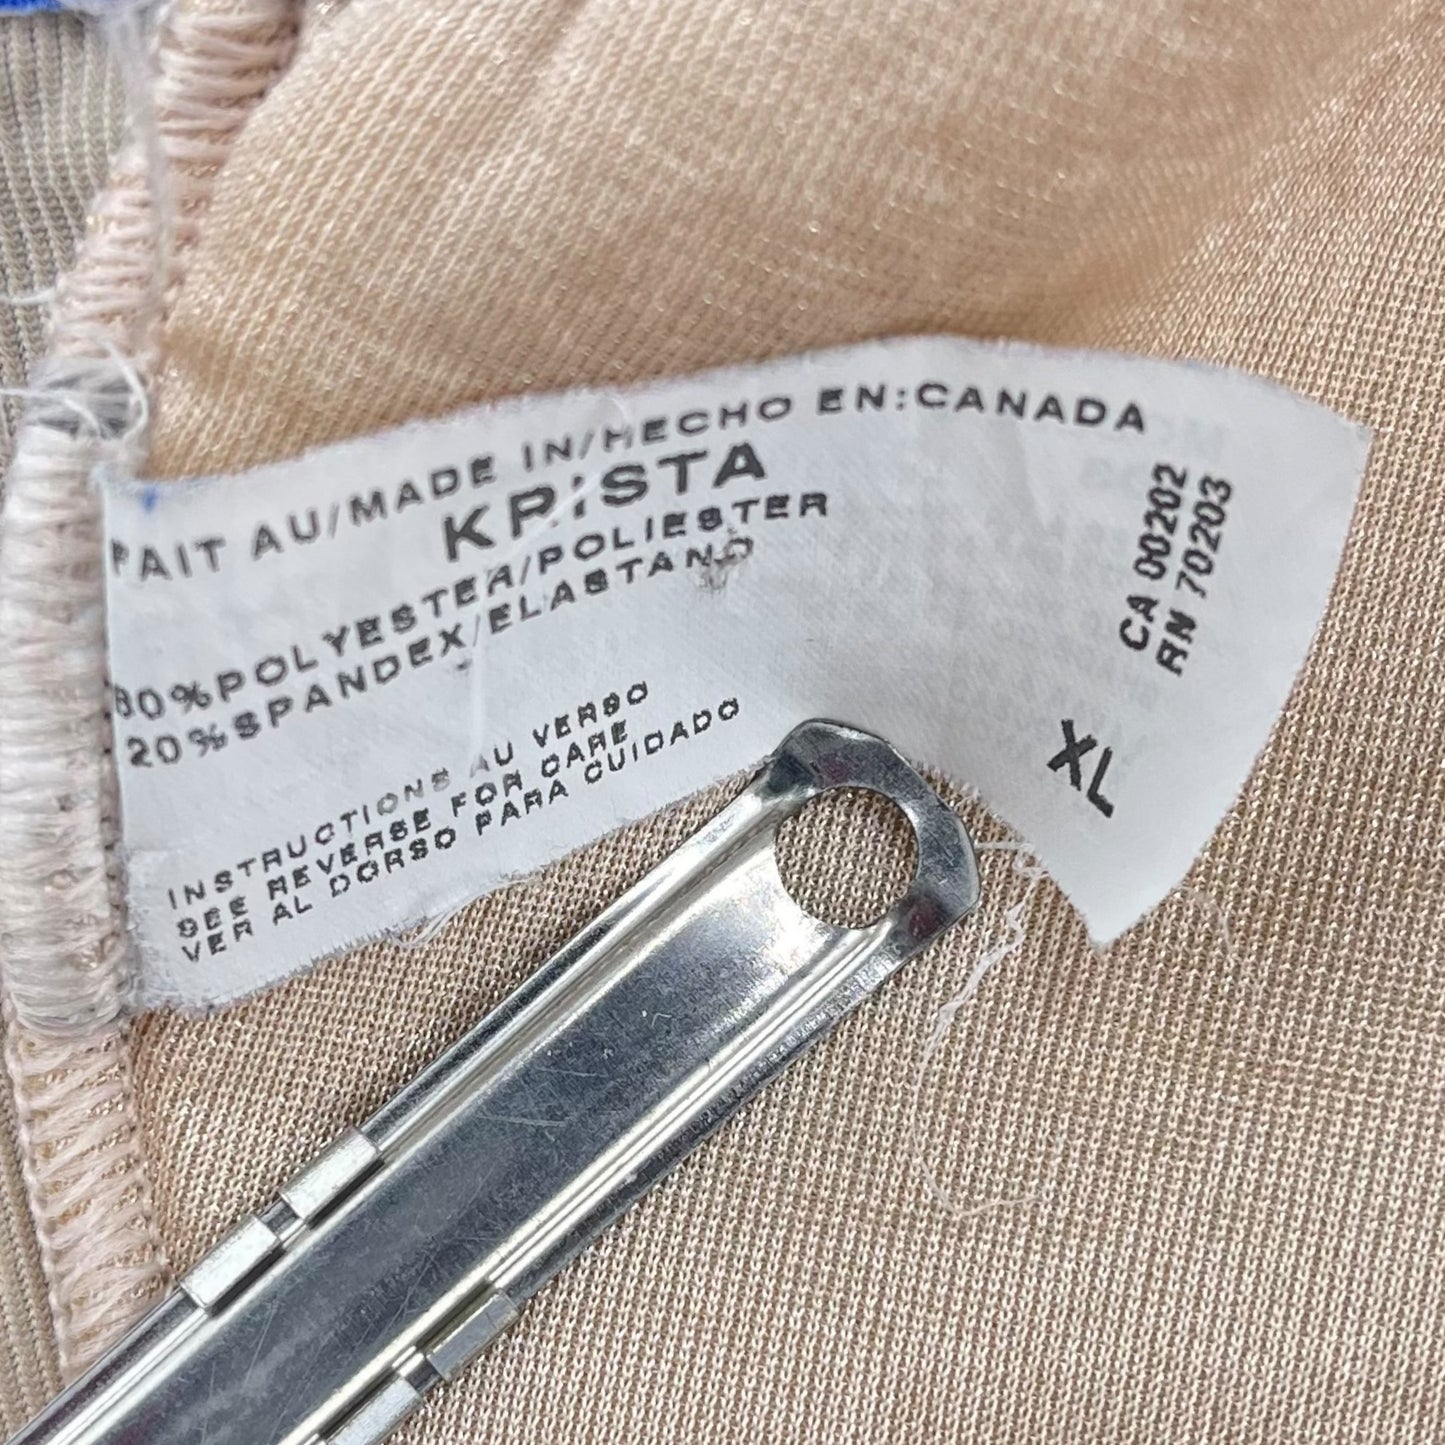 FAIT AU/MADE IN/HECHO EN:CANADA
KRISTA
80%POLYESTER/POLIESTER
20%SPANDEX/ELASTANO
INSTRUCTIONS AU VERSO
SEE REVERSE FOR CARE
VER AL DORSO PARA CUIDADO
CA 00202
RN 70203
XL